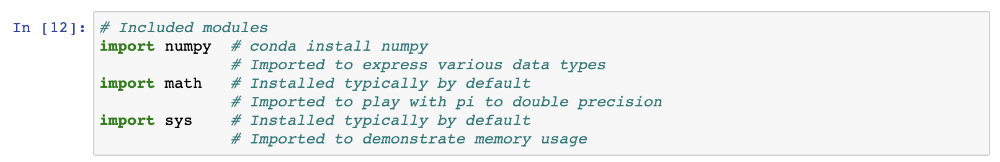 In [12]: # Included modules
import numpy  # conda install numpy
              # Imported to express various data types
import math   # Installed typically by default
              # Imported to play with pi to double precision
import sys    # Installed typically by default
              # Imported to demonstrate memory usage